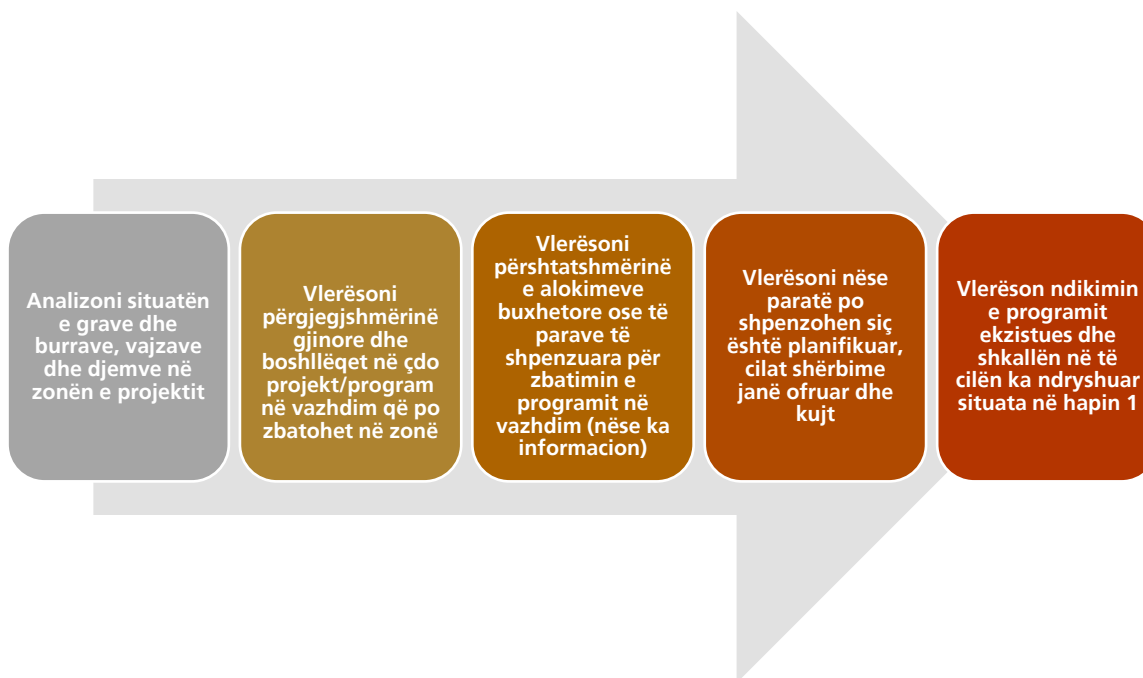 Analizoni situatën
e grave dhe
burrave, vajzave
dhe djemve në
zonën e projektit
Vlerësoni
përgjegjshmërinë
gjinore dhe
boshllëqet në çdo
projekt/program
në vazhdim që po
zbatohet në zonë
Vlerësoni
përshtatshmërinë
e alokimeve
buxhetore ose të
parave të
shpenzuara për
zbatimin e
programit në
vazhdim (nëse ka
informacion)
Vlerësoni nëse
paratë po
shpenzohen siç
është planifikuar,
cilat shërbime
janë ofruar dhe
kujt
Vlerëson ndikimin
e programit
ekzistues dhe
shkallën në të
cilën ka ndryshuar
situata në hapin 1